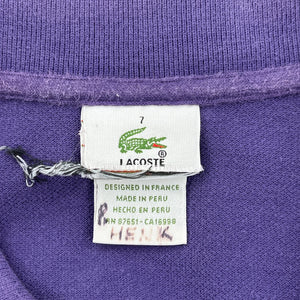 7
LACOSTE
DESIGNED IN FRANCE
MADE IN PERU
HECHO EN PERU
RN 87651 - CA16998
P. HENK